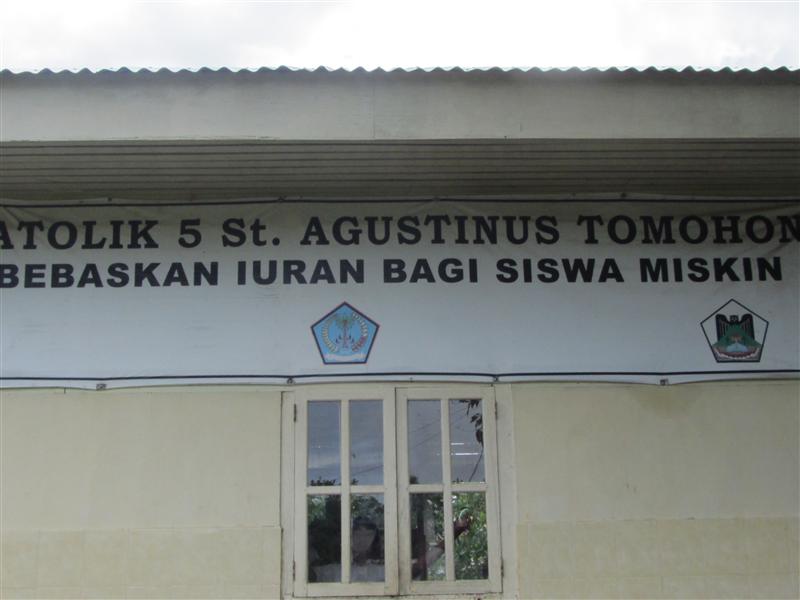 ATOLIK 5 St. AGUSTINUS TOMOHON
BEBASKAN IURAN BAGI SISWA MISKIN